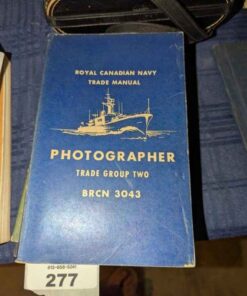 ROYAL CANADIAN NAVY
TRADE MANUAL
PHOTOGRAPHER
TRADE GROUP TWO
BRCN 3043
277